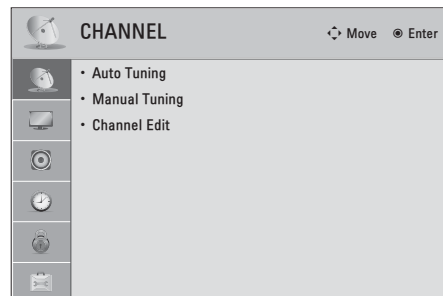 CHANNEL
Move Enter
• Auto Tuning
• Manual Tuning
• Channel Edit